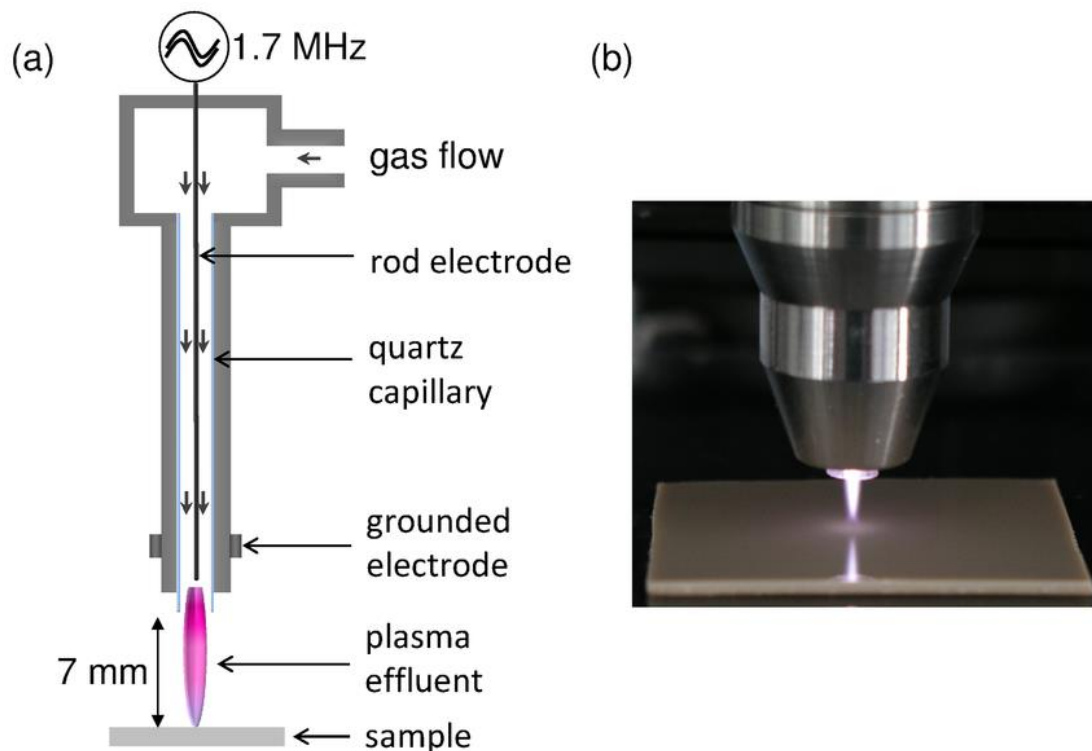 (a)
1.7 MHz
(b)
gas flow
rod electrode
quartz
capillary
grounded
electrode
plasma
effluent
7 mm
sample